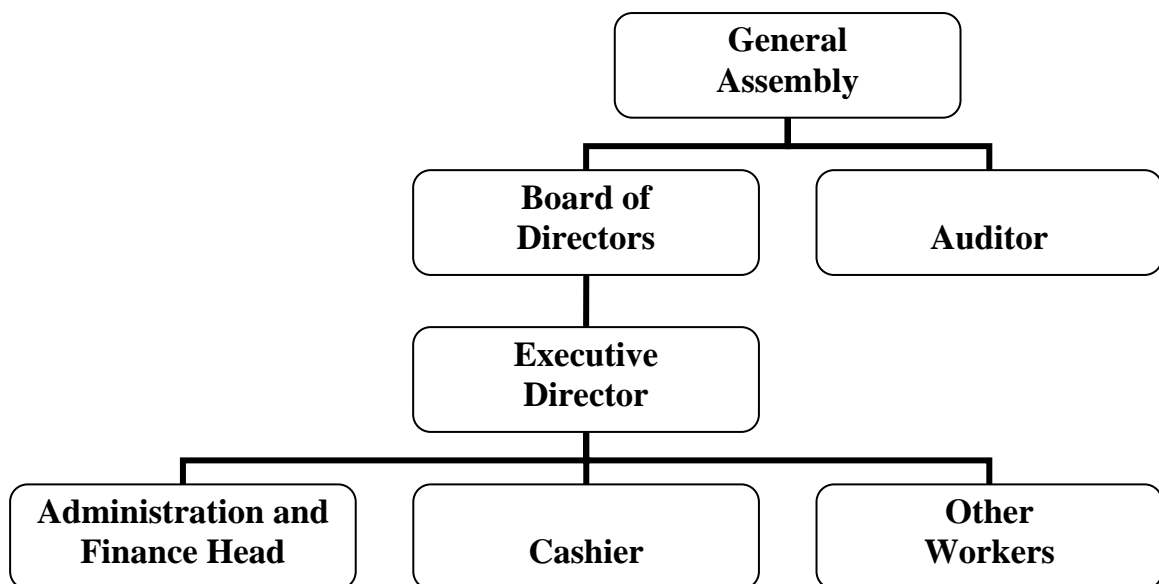 General
Assembly
Board of
Directors
Auditor
Executive
Director
Administration and
Finance Head
Cashier
Other
Workers